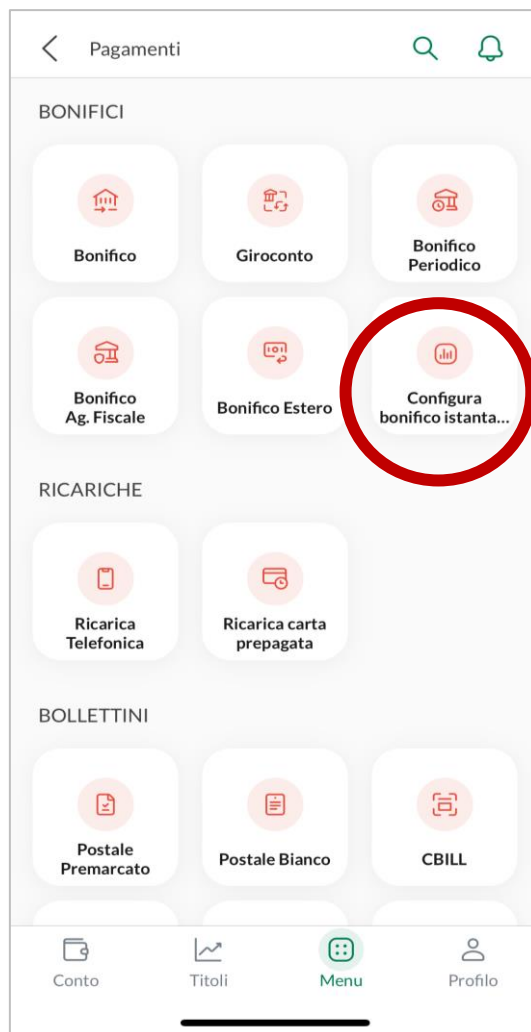 Pagamenti
BONIFICI
Bonifico
Giroconto
Bonifico
Periodico
Bonifico
Ag. Fiscale
Bonifico Estero
Configura
bonifico istanta...
RICARICHE
Ricarica
Telefonica
Ricarica carta
prepagata
BOLLETTINI
Postale
Premarcato
Postale Bianco
CBILL
Conto
Titoli
Menu
Profilo